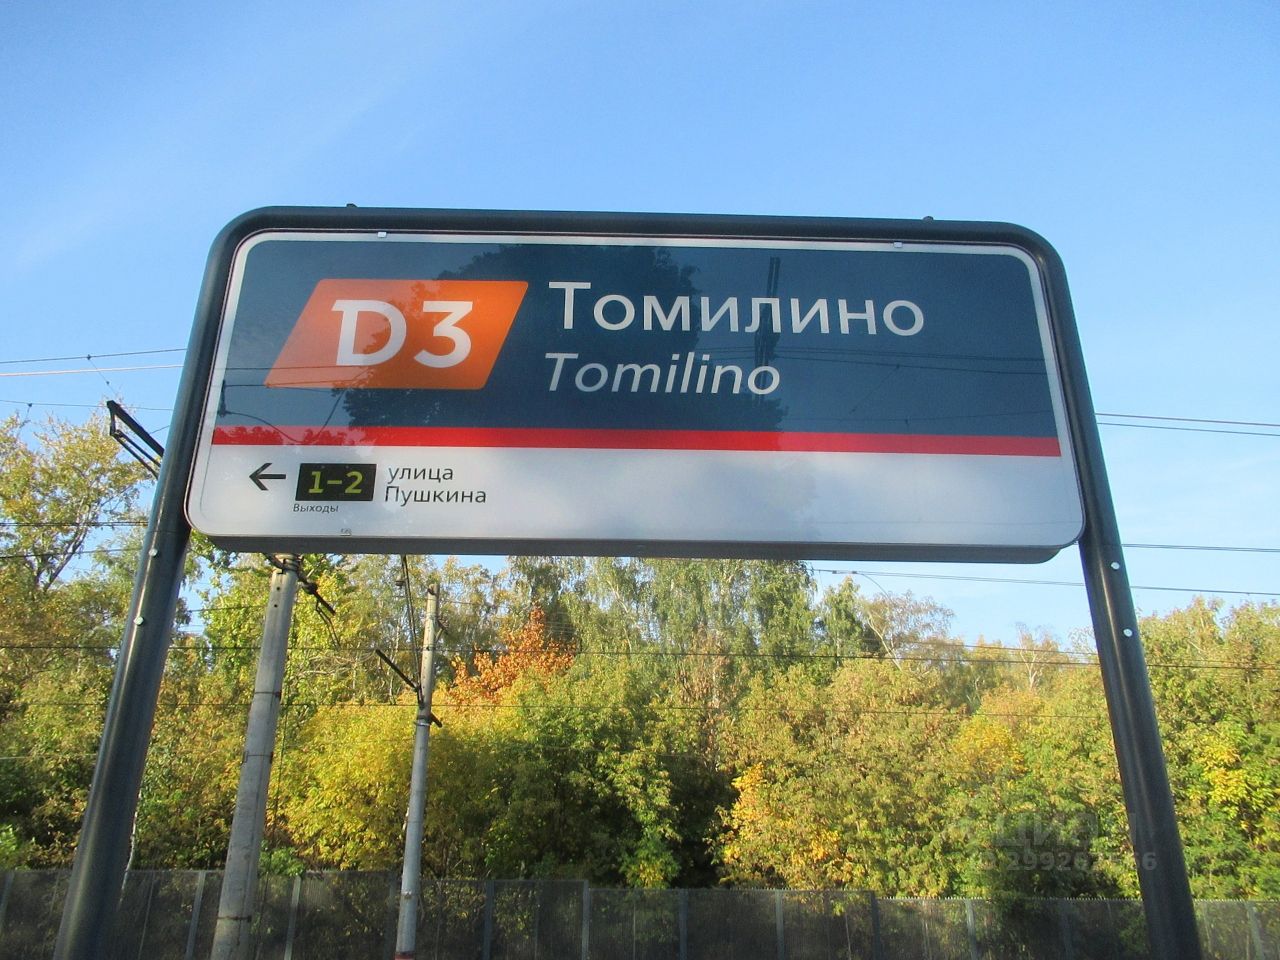 D3
Томилино
Tomilino
← 1-2 улица
Пушкина
Выходы